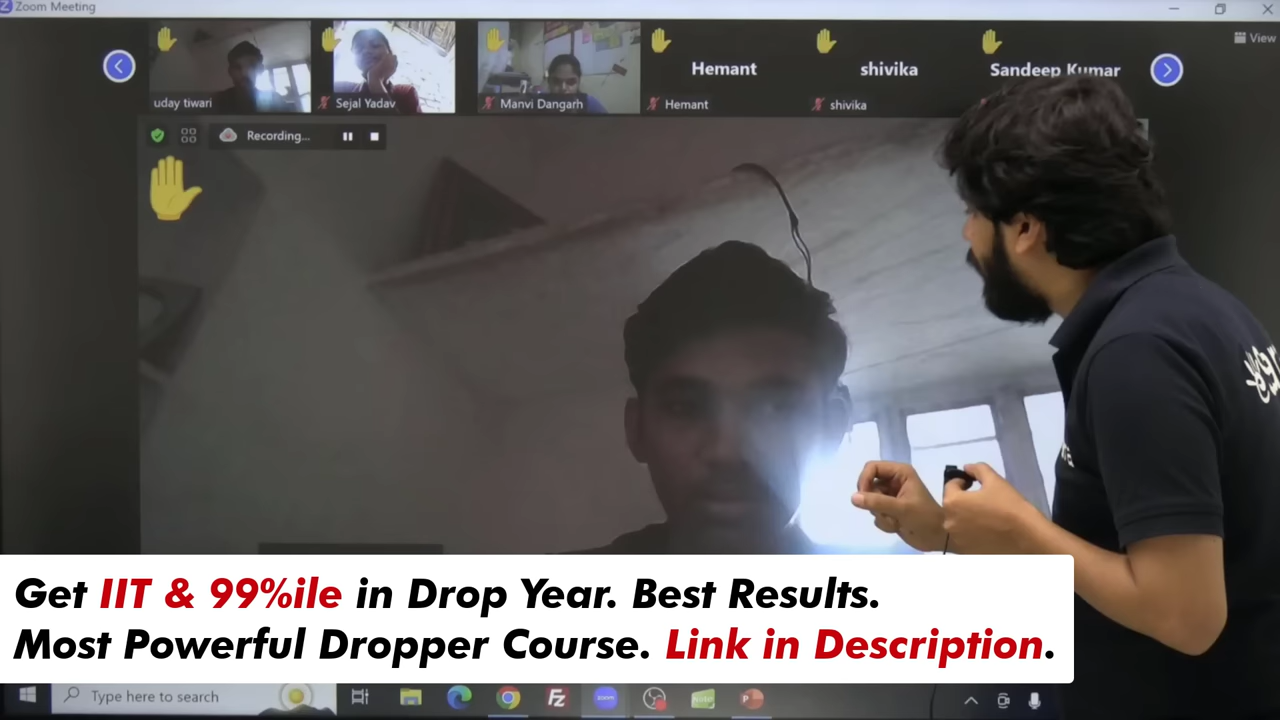 Zoom Meeting
View
Hemant
shivika
Sandeep Kumar
uday tiwari
Sejal Yadav
Manvi Dangarh
Hemant
shivika
Recording...
Get IIT & 99%ile in Drop Year. Best Results.
Most Powerful Dropper Course. Link in Description.
Type here to search